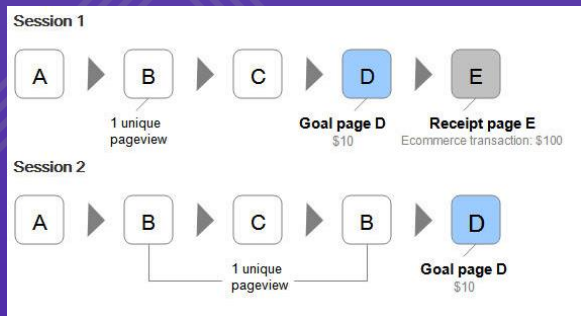 Session 1
A B C D E
1 unique
pageview
Goal page D
$10
Receipt page E
Ecommerce transaction: $100
Session 2
A B C B D
1 unique
pageview
Goal page D
$10